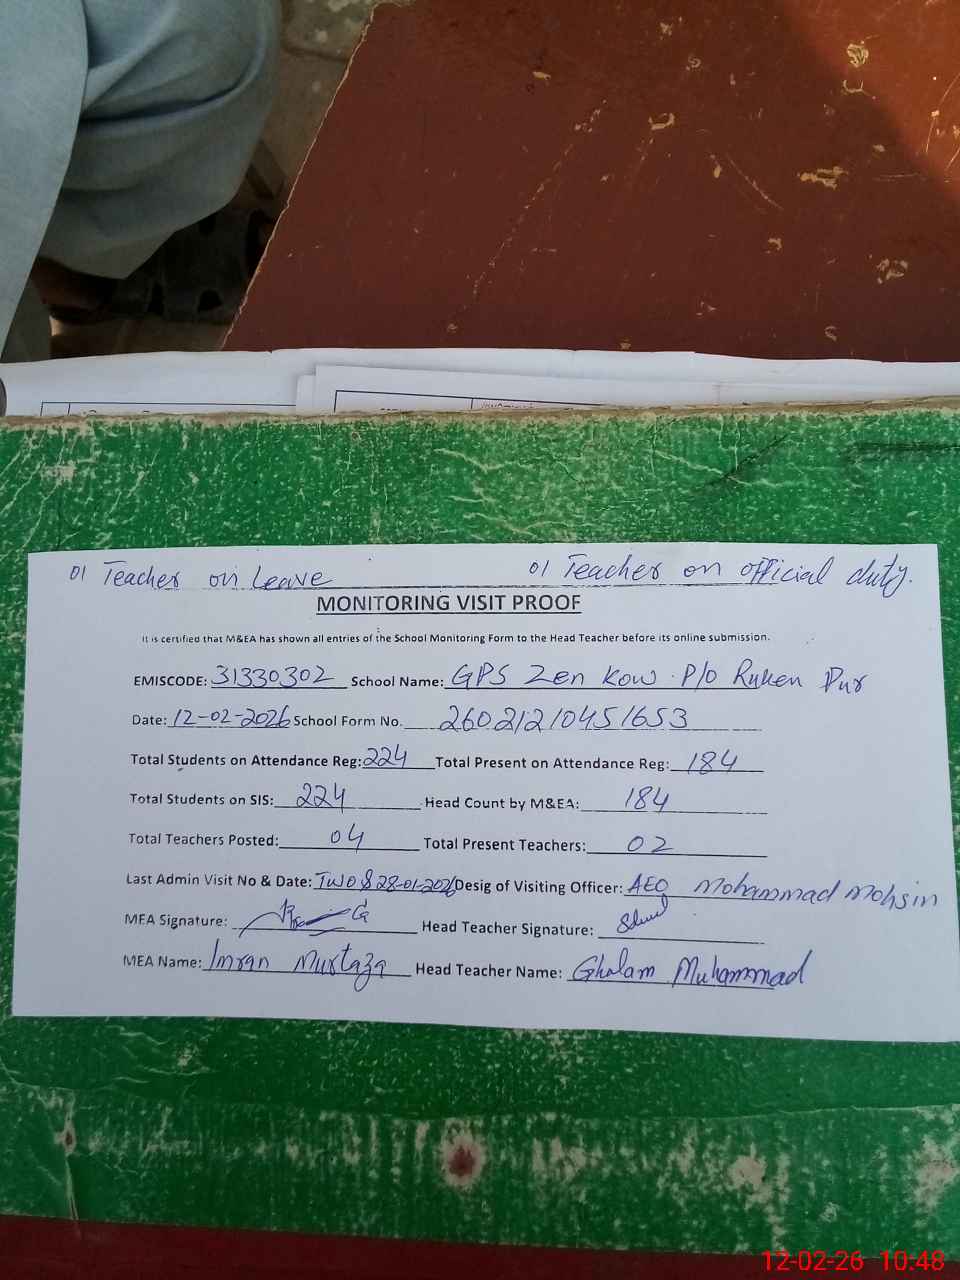 01 Teacher on Leave 01 Teacher on official duty.
MONITORING VISIT PROOF
It is certified that M&EA has shown all entries of the School Monitoring Form to the Head Teacher before its online submission.
EMISCODE: 31330302 School Name: GPS Zen Kow P/o Ruken Pur
Date: 12-02-2026 School Form No. 26021210451653
Total Students on Attendance Reg: 224 Total Present on Attendance Reg: 184
Total Students on SIS: 224 Head Count by M&EA: 184
Total Teachers Posted: 04 Total Present Teachers: 02
Last Admin Visit No & Date: Two & 28-01-2026 Desig of Visiting Officer: AEO Mohammad Mohsin
MEA Signature: Head Teacher Signature:
MEA Name: Imran Murtaza Head Teacher Name: Gholam Muhammad
12-02-26 10:48